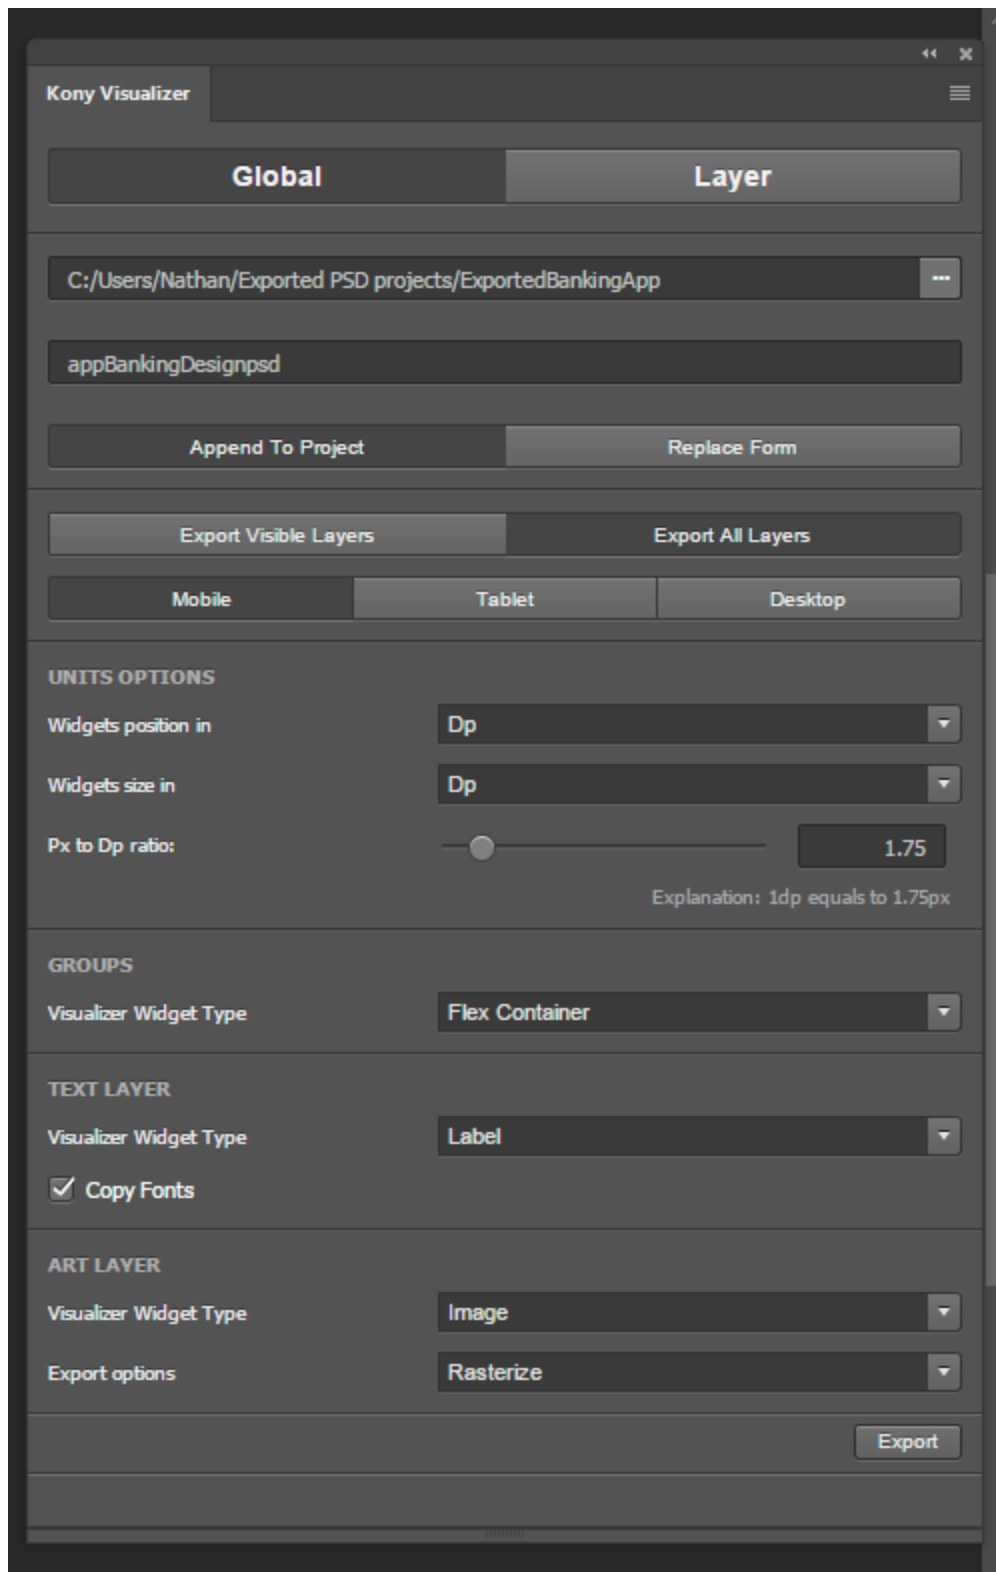 Kony Visualizer
Global Layer
C:/Users/Nathan/Exported PSD projects/ExportedBankingApp ...
appBankingDesignpsd
Append To Project Replace Form
Export Visible Layers Export All Layers
Mobile Tablet Desktop
UNITS OPTIONS
Widgets position in Dp
Widgets size in Dp
Px to Dp ratio: 1.75
Explanation: 1dp equals to 1.75px
GROUPS
Visualizer Widget Type Flex Container
TEXT LAYER
Visualizer Widget Type Label
Copy Fonts
ART LAYER
Visualizer Widget Type Image
Export options Rasterize
Export